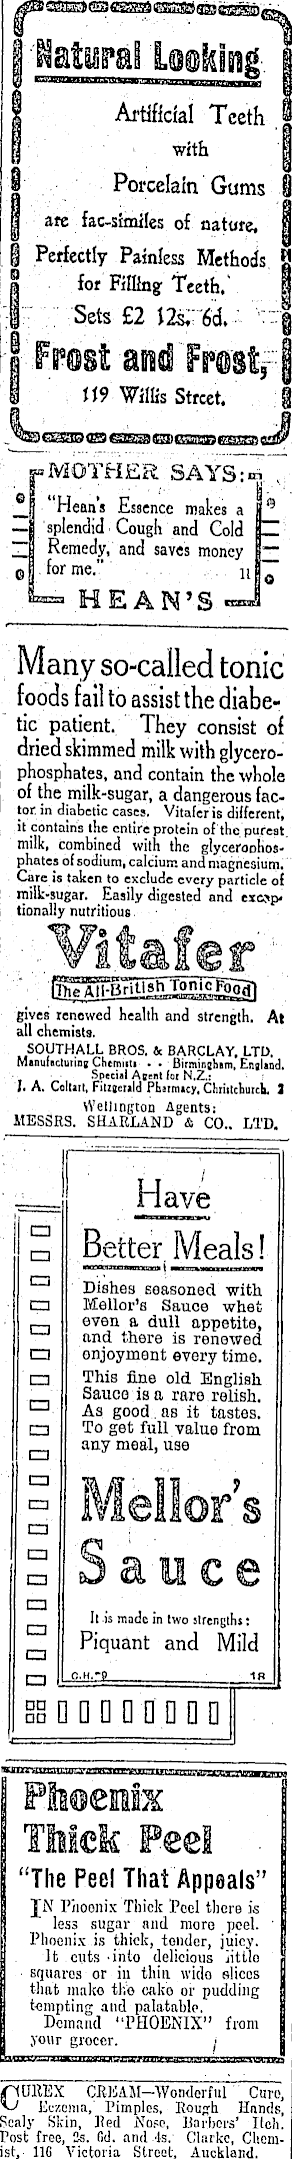 Natural Looking
Artificial Teeth
with
Porcelain Gums
are fac-similes of nature.
Perfectly Painless Methods
for Filling Teeth.
Sets £2 12s. 6d.
Frost and Frost,
119 Willis Street.
MOTHER SAYS:
"Hean's Essence makes a
splendid Cough and Cold
Remedy, and saves money
for me." 11
HEAN'S
Many so-called tonic
foods fail to assist the diabe-
tic patient. They consist of
dried skimmed milk with glycero-
phosphates, and contain the whole
of the milk-sugar, a dangerous fac-
tor in diabetic cases. Vitafer is different,
it contains the entire protein of the purest
milk, combined with the glycerophos-
phates of sodium, calcium and magnesium.
Care is taken to exclude every particle of
milk-sugar. Easily digested and excep-
tionally nutritious
Vitafer
The All-British Tonic Food
gives renewed health and strength. At
all chemists.
SOUTHALL BROS. & BARCLAY, LTD.
Manufacturing Chemists • • Birmingham, England.
Special Agent for N.Z.:
J. A. Coltart, Fitzgerald Pharmacy, Christchurch. 2
Wellington Agents:
MESSRS. SHARLAND & CO., LTD.
Have
Better Meals!
Dishes seasoned with
Mellor's Sauce whet
even a dull appetite,
and there is renewed
enjoyment every time.
This fine old English
Sauce is a rare relish.
As good as it tastes.
To get full value from
any meal, use
Mellor's
Sauce
It is made in two strengths:
Piquant and Mild
18
Phoenix
Thick Peel
"The Peel That Appeals"
IN Phoenix Thick Peel there is
less sugar and more peel.
Phoenix is thick, tender, juicy.
It cuts into delicious little
squares or in thin wide slices
that make the cake or pudding
tempting and palatable.
Demand "PHOENIX" from
your grocer.
CUREX CREAM—Wonderful Cure,
Eczema, Pimples, Rough Hands,
Scaly Skin, Red Nose, Barbers' Itch.
Post free, 2s. 6d. and 4s. Clarke, Chem-
ist, 116 Victoria Street, Auckland.